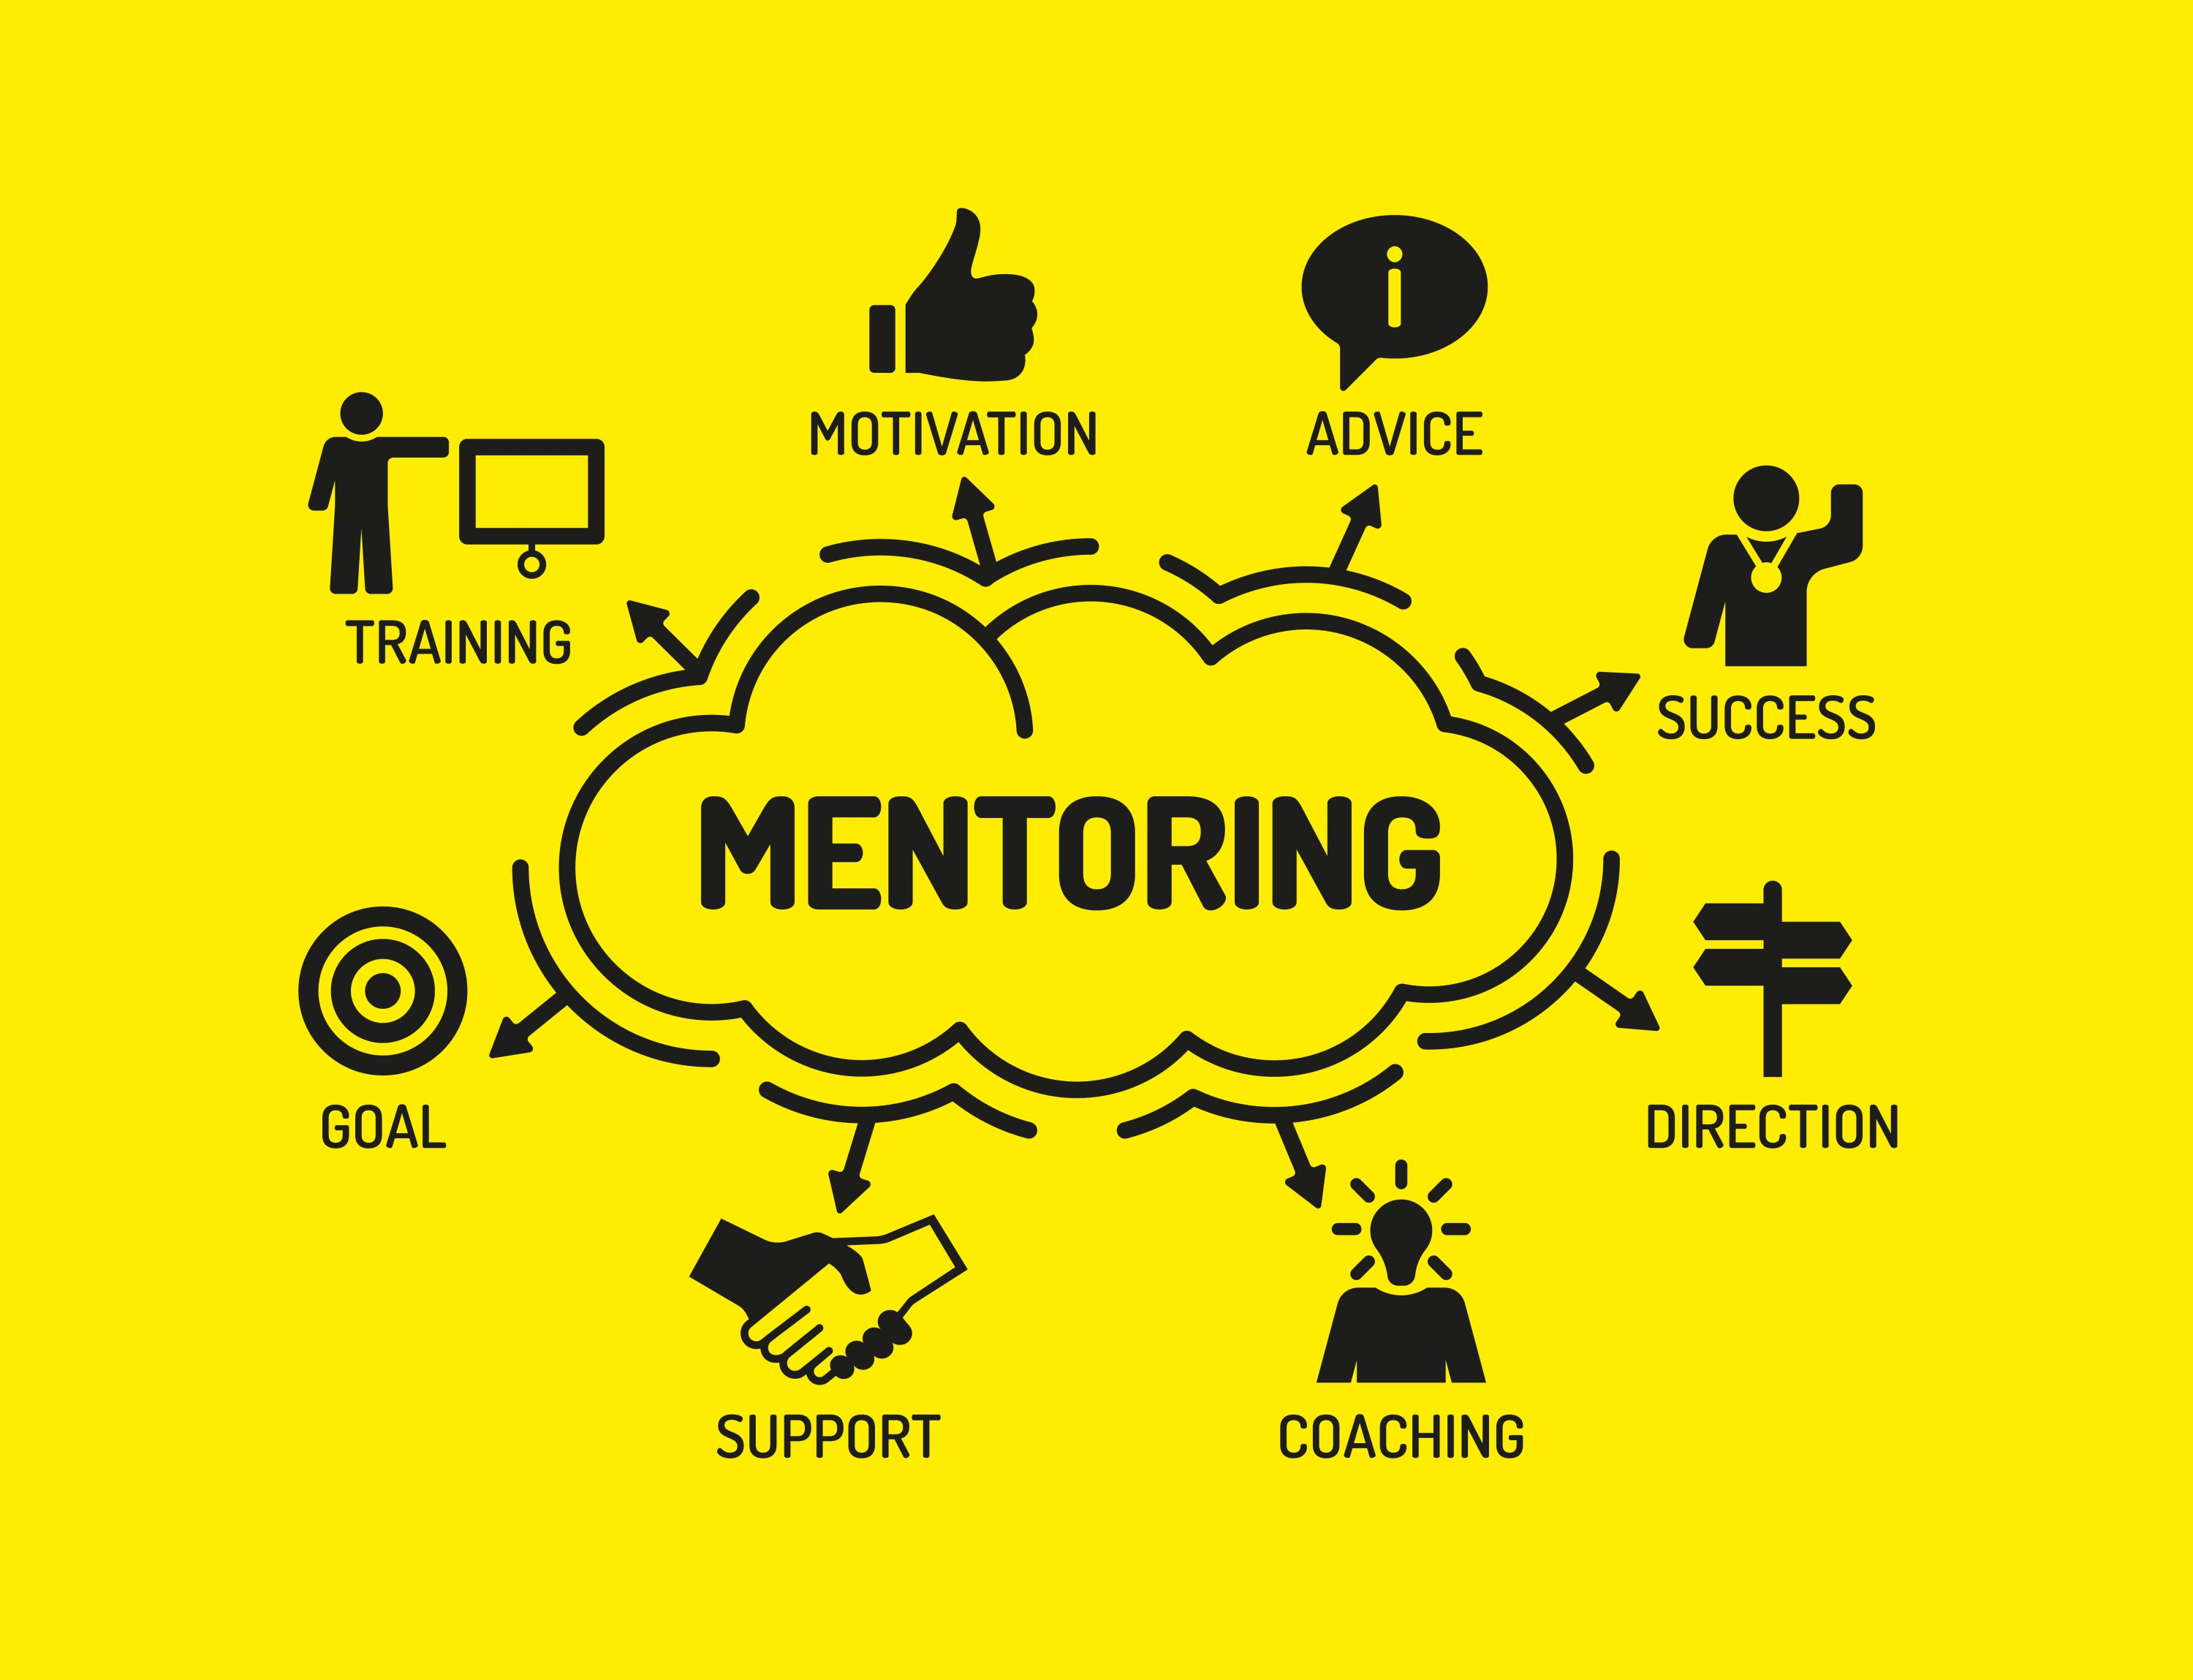 MOTIVATION
i
ADVICE
TRAINING
SUCCESS
MENTORING
GOAL
DIRECTION
SUPPORT
COACHING